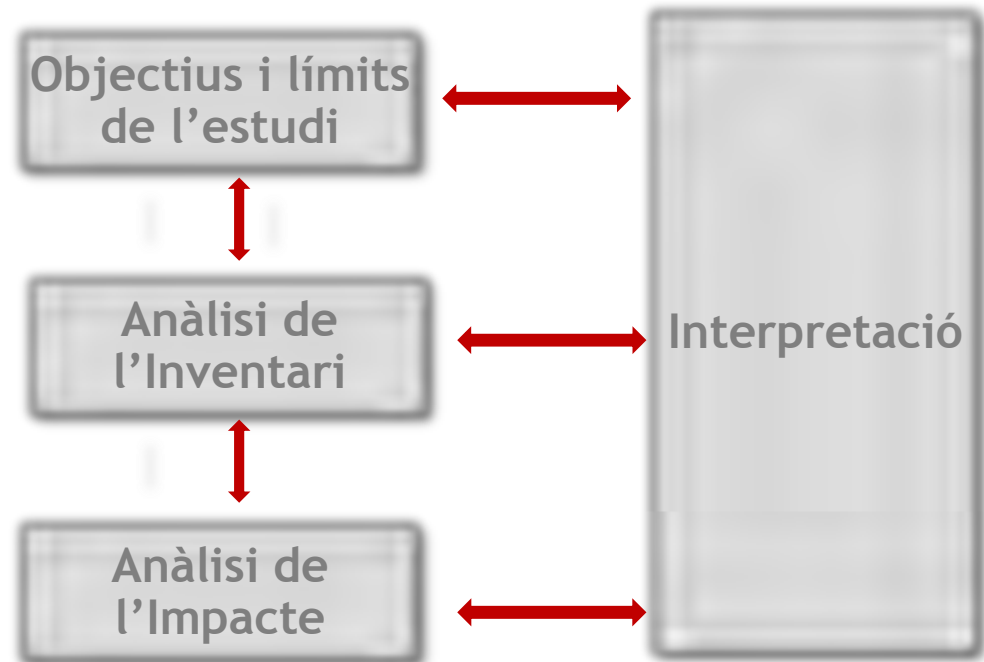 Objectius i límits
de l’estudi
Anàlisi de
l’Inventari
Interpretació
Anàlisi de
l’Impacte